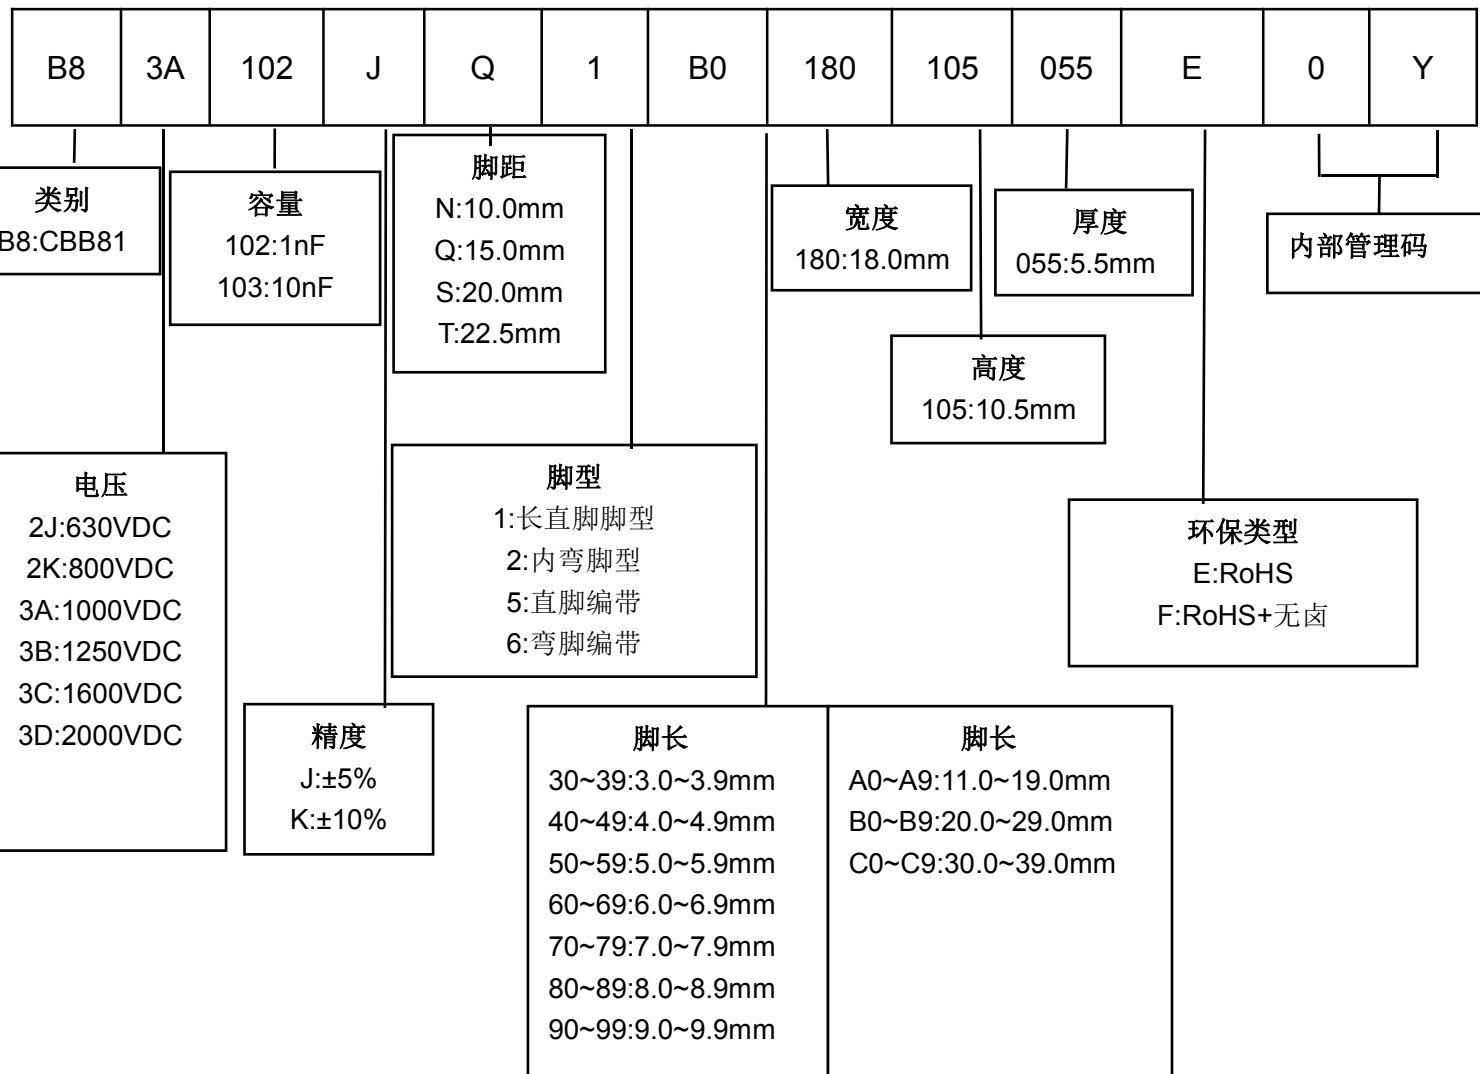 B8 3A 102 J Q 1 B0 180 105 055 E 0 Y
类别
B8:CBB81
容量
102:1nF
103:10nF
脚距
N:10.0mm
Q:15.0mm
S:20.0mm
T:22.5mm
宽度
180:18.0mm
厚度
055:5.5mm
内部管理码
高度
105:10.5mm
电压
2J:630VDC
2K:800VDC
3A:1000VDC
3B:1250VDC
3C:1600VDC
3D:2000VDC
脚型
1:长直脚脚型
2:内弯脚型
5:直脚编带
6:弯脚编带
环保类型
E:RoHS
F:RoHS+无卤
精度
J:±5%
K:±10%
脚长
30~39:3.0~3.9mm
40~49:4.0~4.9mm
50~59:5.0~5.9mm
60~69:6.0~6.9mm
70~79:7.0~7.9mm
80~89:8.0~8.9mm
90~99:9.0~9.9mm
脚长
A0~A9:11.0~19.0mm
B0~B9:20.0~29.0mm
C0~C9:30.0~39.0mm